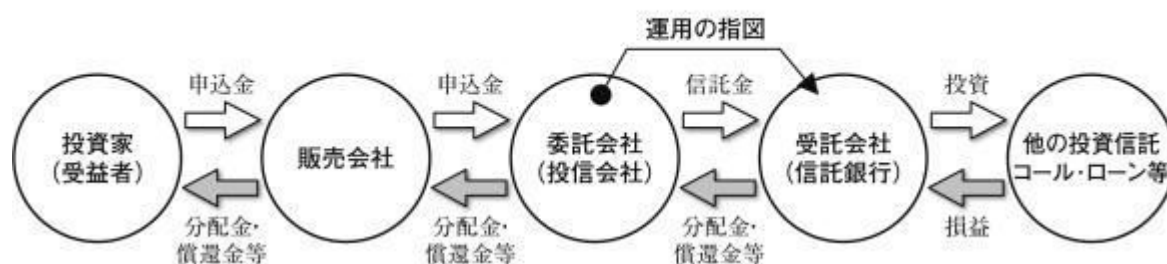 運用の指図
申込金
申込金
信託金
投資
投資家
(受益者)
販売会社
委託会社
(投信会社)
受託会社
(信託銀行)
他の投資信託
コール・ローン等
分配金・
償還金等
分配金・
償還金等
分配金・
償還金等
損益